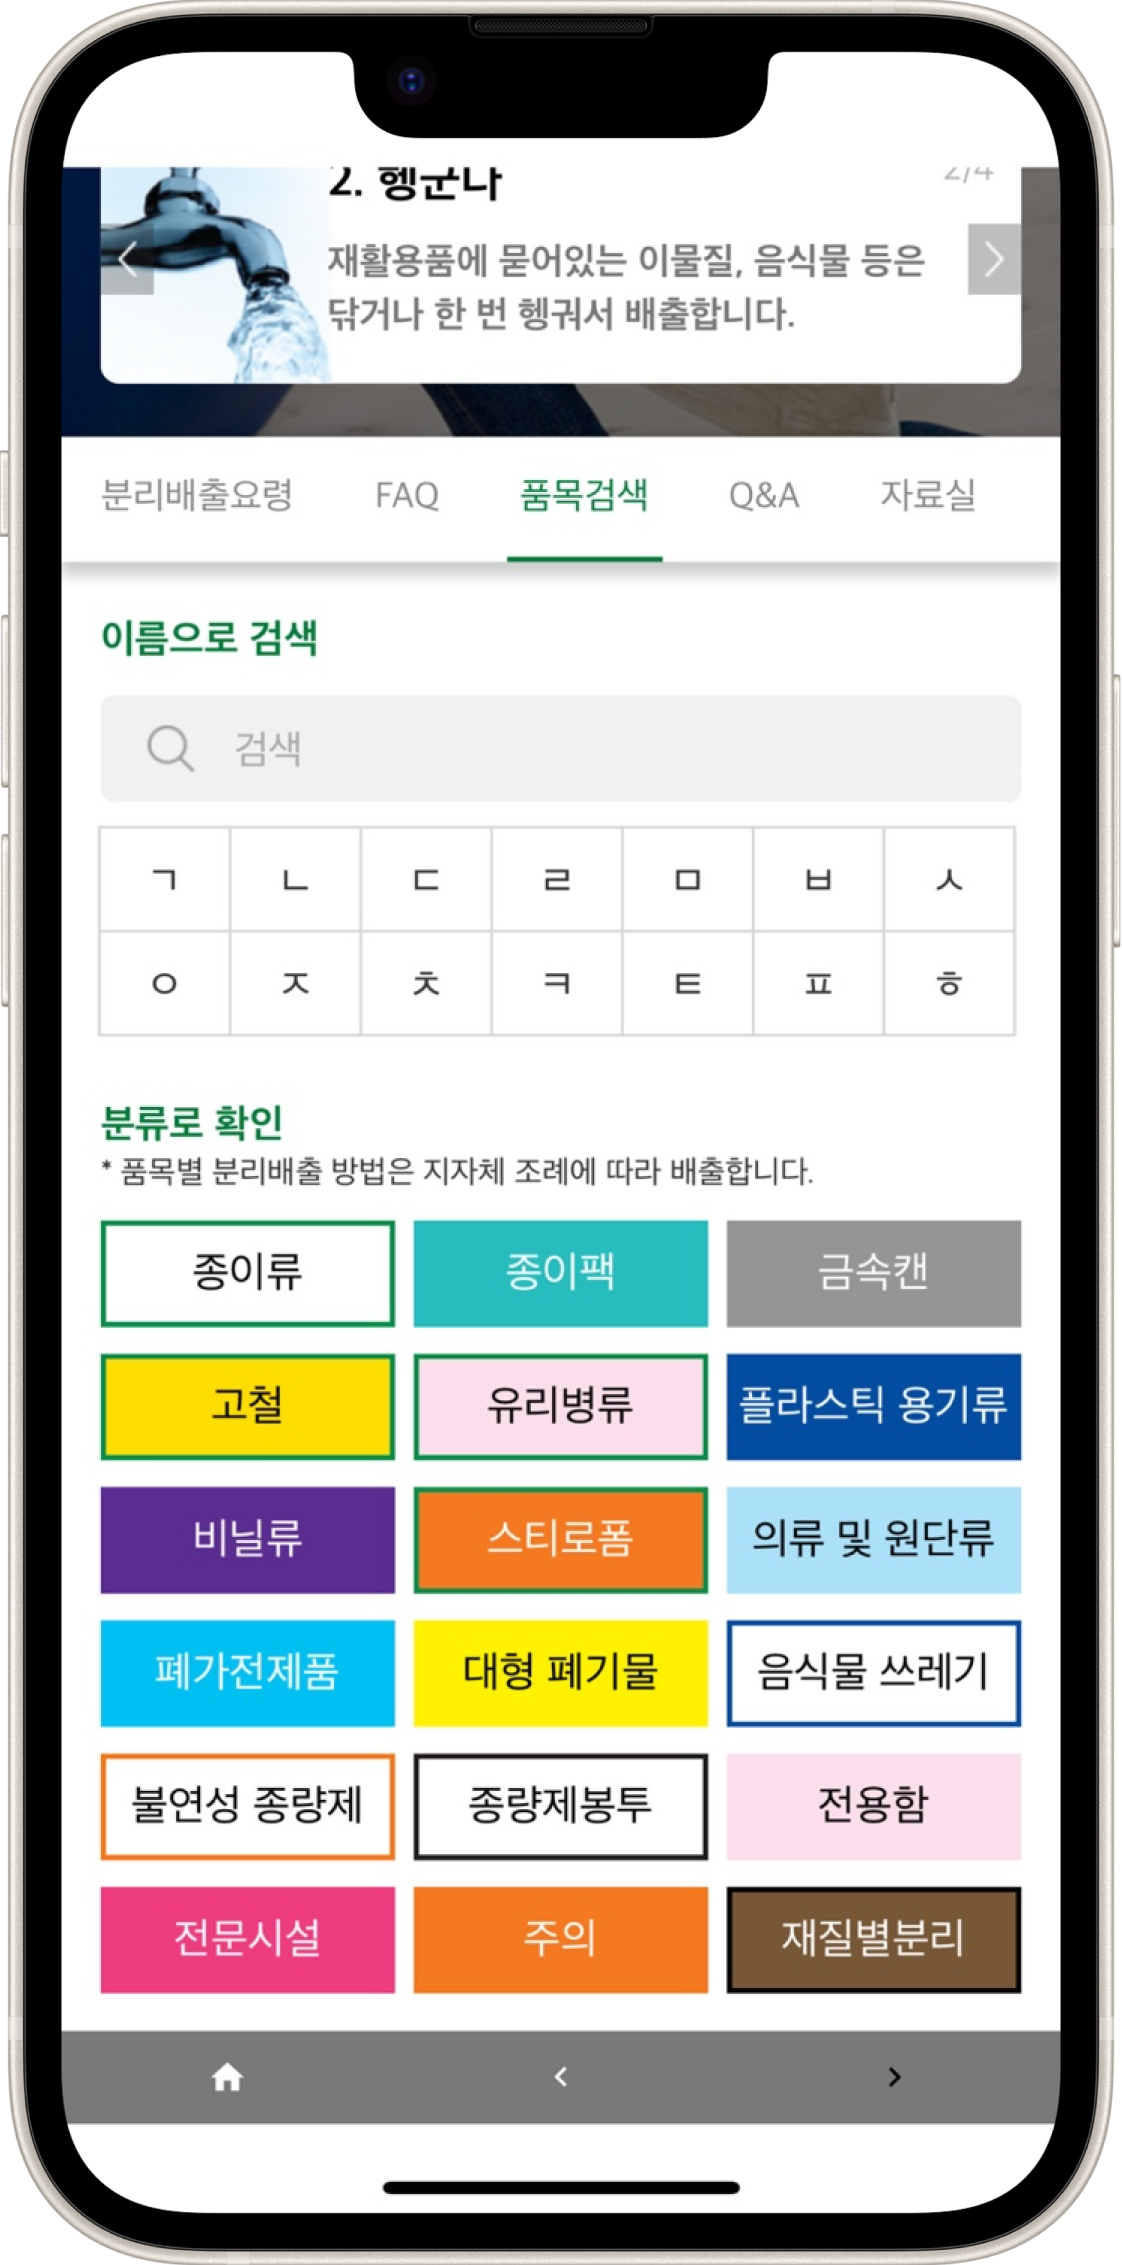 2. 헹군다
2/4
재활용품에 묻어있는 이물질, 음식물 등은
닦거나 한 번 헹궈서 배출합니다.
분리배출요령 FAQ 품목검색 Q&A 자료실
이름으로 검색
검색
ㄱ ㄴ ㄷ ㄹ ㅁ ㅂ ㅅ
ㅇ ㅈ ㅊ ㅋ ㅌ ㅍ ㅎ
분류로 확인
* 품목별 분리배출 방법은 지자체 조례에 따라 배출합니다.
종이류 종이팩 금속캔
고철 유리병류 플라스틱 용기류
비닐류 스티로폼 의류 및 원단류
폐가전제품 대형 폐기물 음식물 쓰레기
불연성 종량제 종량제봉투 전용함
전문시설 주의 재질별분리